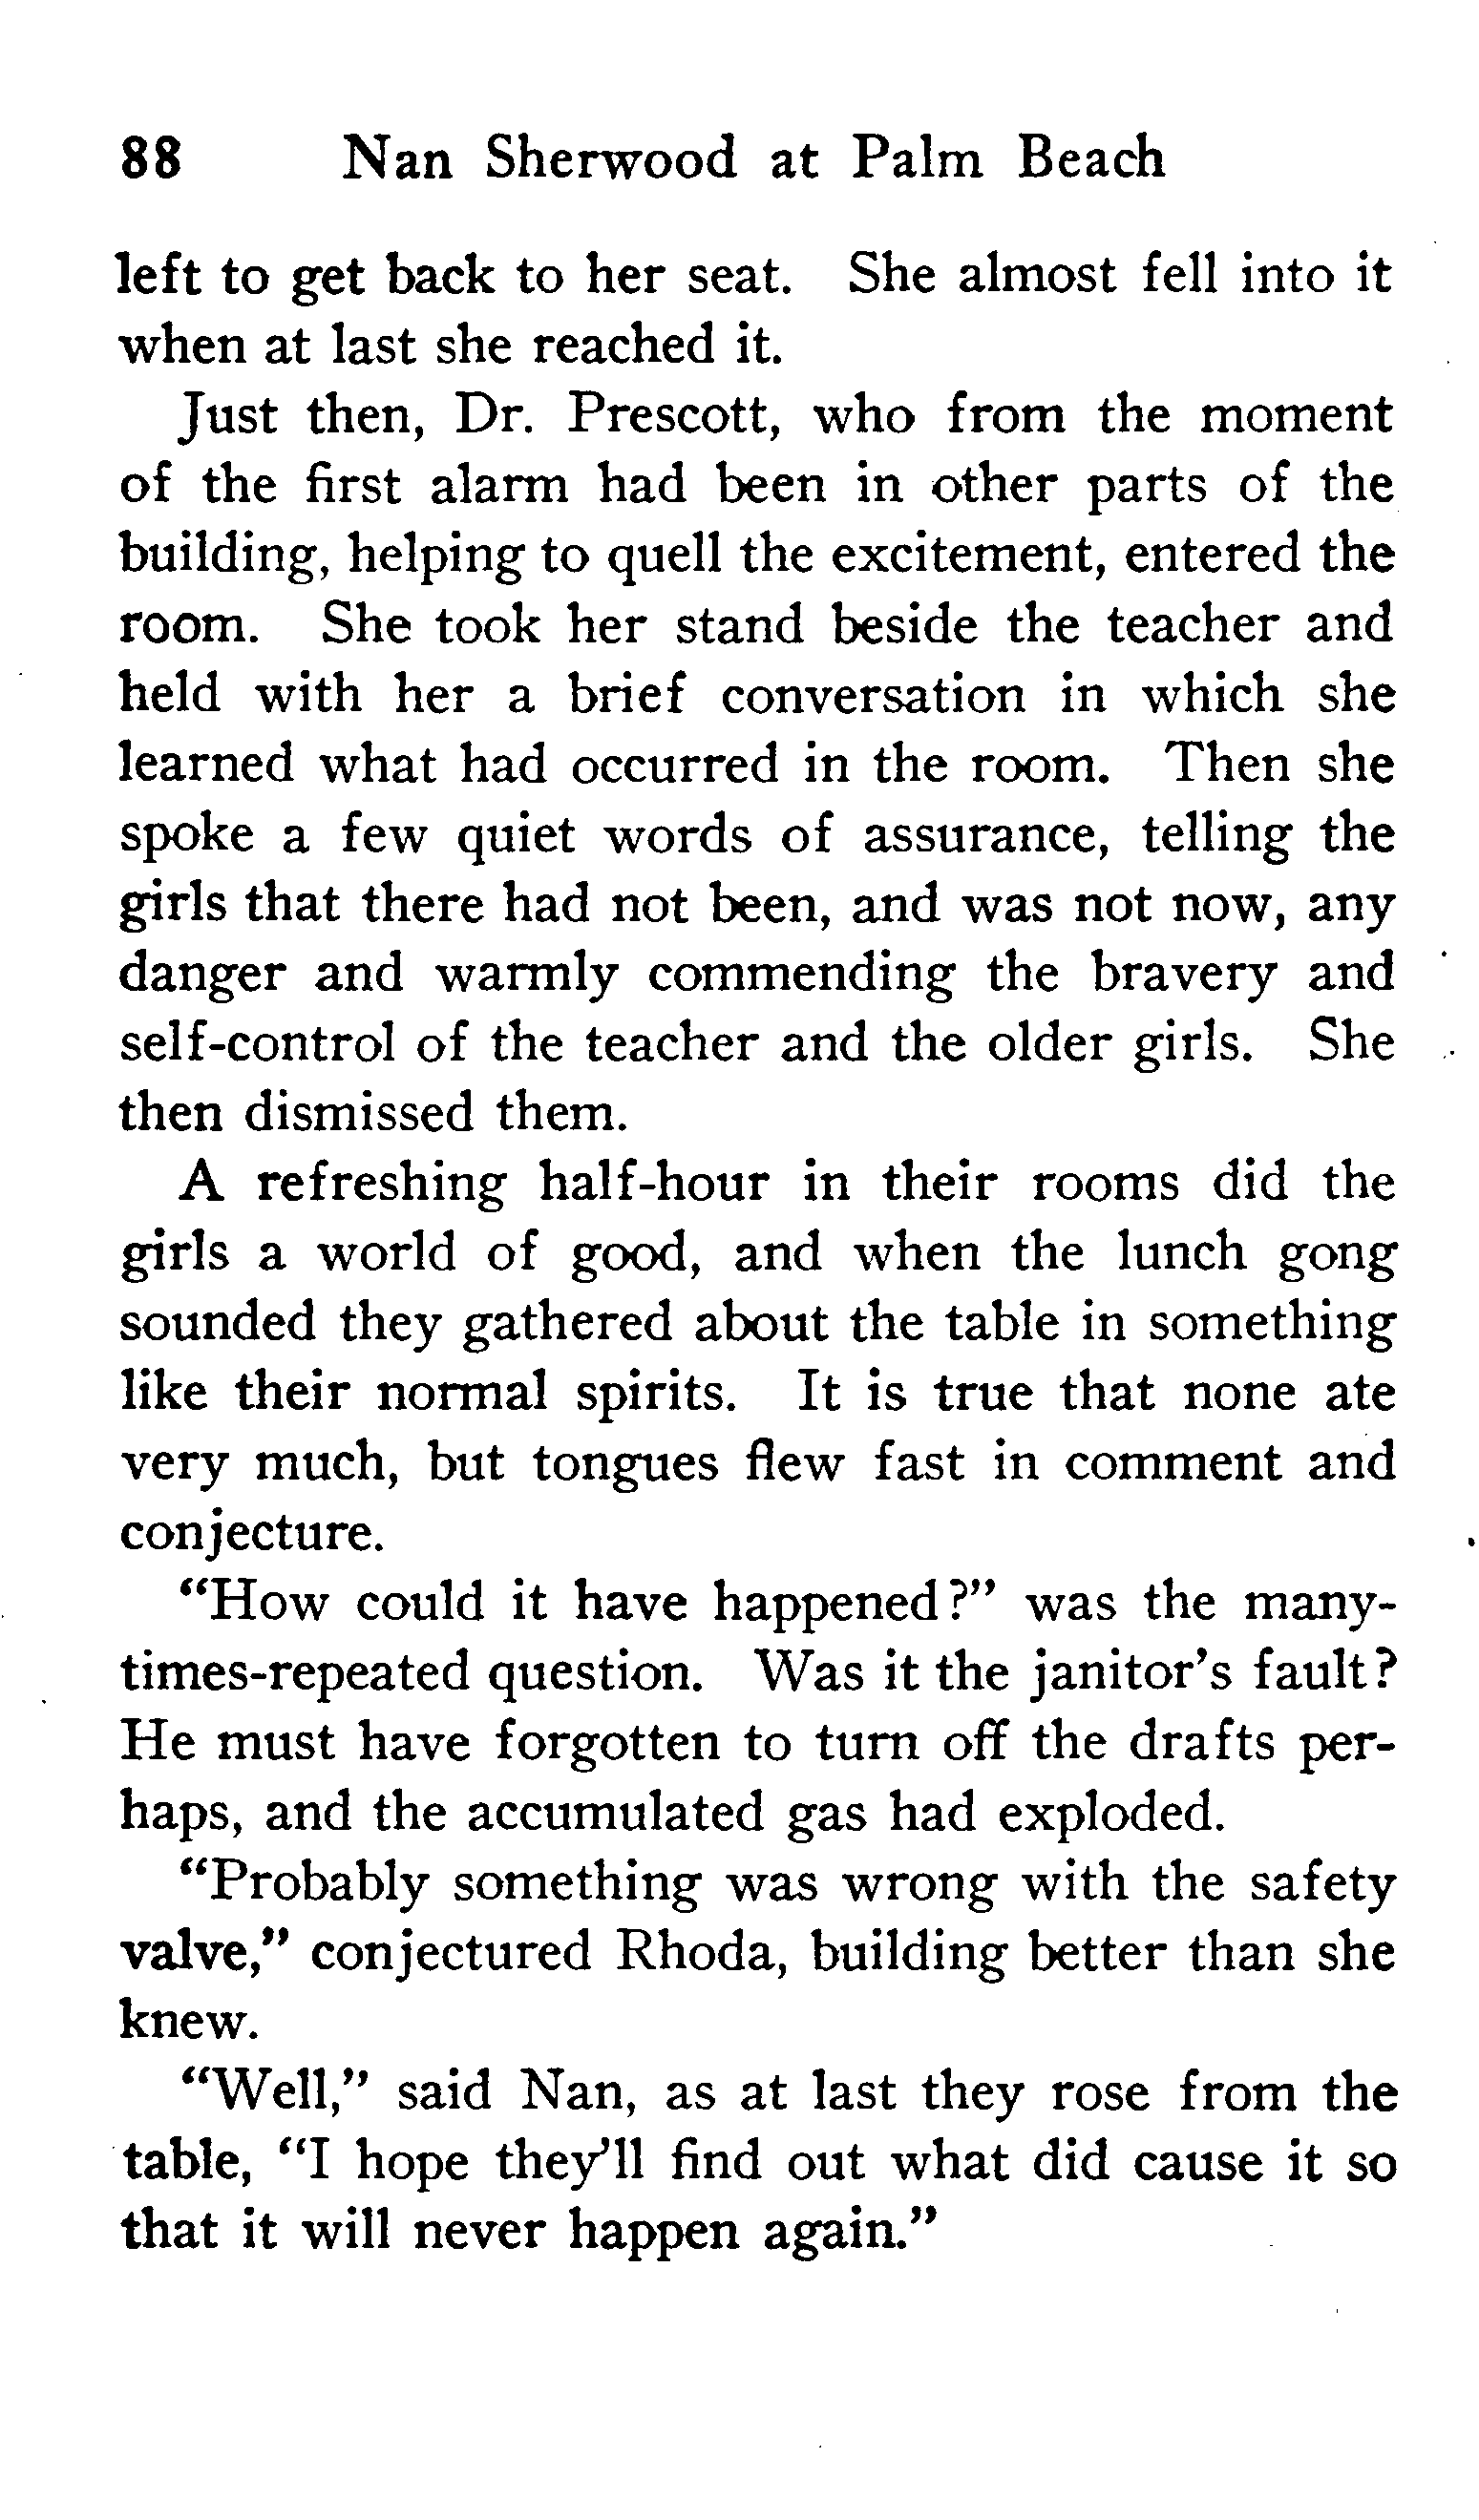 88 Nan Sherwood at Palm Beach
left to get back to her seat. She almost fell into it
when at last she reached it.
Just then, Dr. Prescott, who from the moment
of the first alarm had been in other parts of the
building, helping to quell the excitement, entered the
room. She took her stand beside the teacher and
held with her a brief conversation in which she
learned what had occurred in the room. Then she
spoke a few quiet words of assurance, telling the
girls that there had not been, and was not now, any
danger and warmly commending the bravery and
self-control of the teacher and the older girls. She
then dismissed them.
A refreshing half-hour in their rooms did the
girls a world of good, and when the lunch gong
sounded they gathered about the table in something
like their normal spirits. It is true that none ate
very much, but tongues flew fast in comment and
conjecture.
"How could it have happened?" was the many-
times-repeated question. Was it the janitor's fault?
He must have forgotten to turn off the drafts per-
haps, and the accumulated gas had exploded.
"Probably something was wrong with the safety
valve," conjectured Rhoda, building better than she
knew.
"Well," said Nan, as at last they rose from the
table, "I hope they'll find out what did cause it so
that it will never happen again."